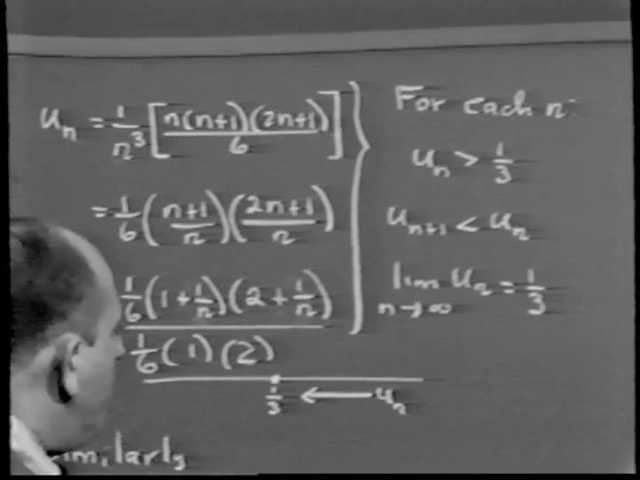 Uₙ = 1/n³ [n(n+1)(2n+1)/6]
= 1/6 ((n+1)/n) ((2n+1)/n)
1/6 (1 + 1/n)(2 + 1/n)
1/6 (1)(2)
1/3 ← Uₙ
For each n:
Uₙ > 1/3
Uₙ₊₁ < Uₙ
lim Uₙ = 1/3
n→∞